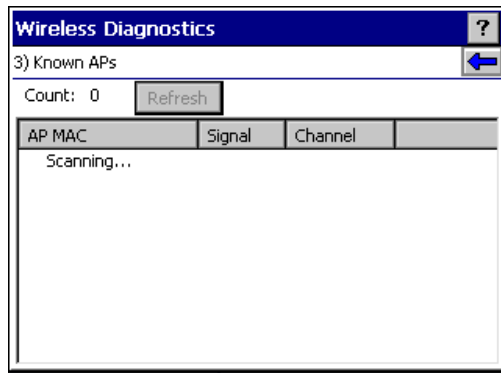 Wireless Diagnostics ?
3) Known APs
Count: 0 Refresh
AP MAC Signal Channel
Scanning...